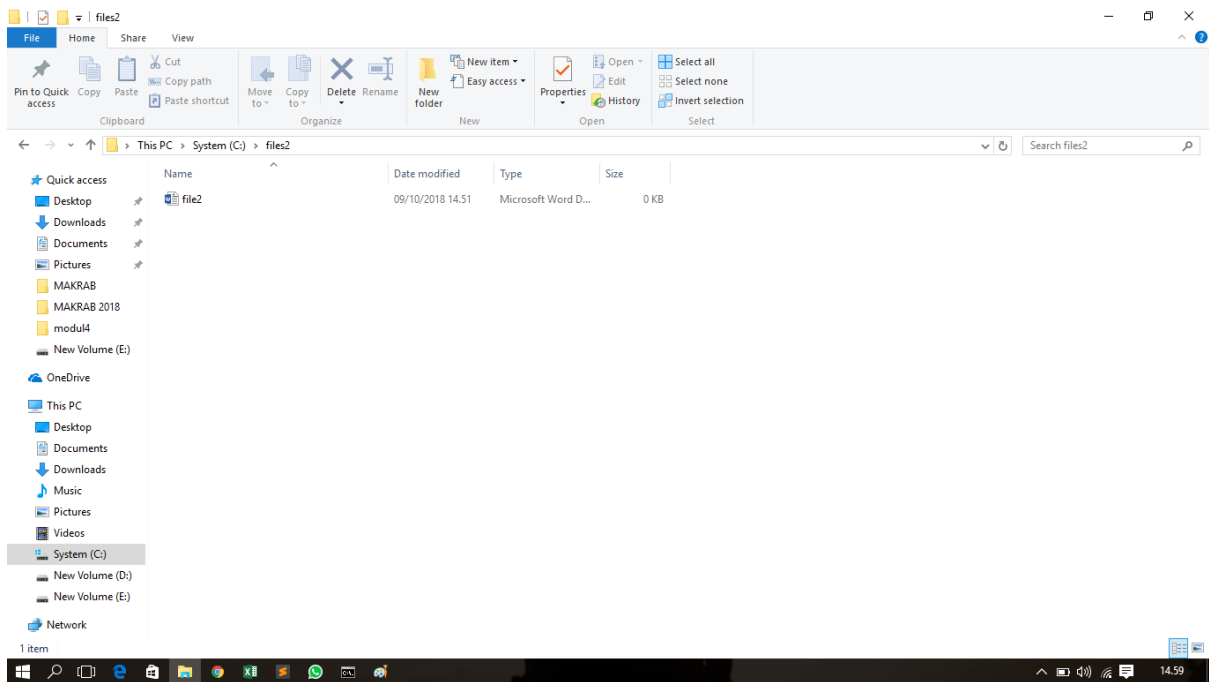 files2
File Home Share View
Pin to Quick access
Copy
Paste
Cut
Copy path
Paste shortcut
Clipboard
Move to
Copy to
Delete
Rename
Organize
New folder
New item
Easy access
New
Properties
Open
Edit
History
Open
Select all
Select none
Invert selection
Select
This PC > System (C:) > files2
Search files2
Name Date modified Type Size
file2 09/10/2018 14.51 Microsoft Word D... 0 KB
Quick access
Desktop
Downloads
Documents
Pictures
MAKRAB
MAKRAB 2018
modul4
New Volume (E:)
OneDrive
This PC
Desktop
Documents
Downloads
Music
Pictures
Videos
System (C:)
New Volume (D:)
New Volume (E:)
Network
1 item
14.59